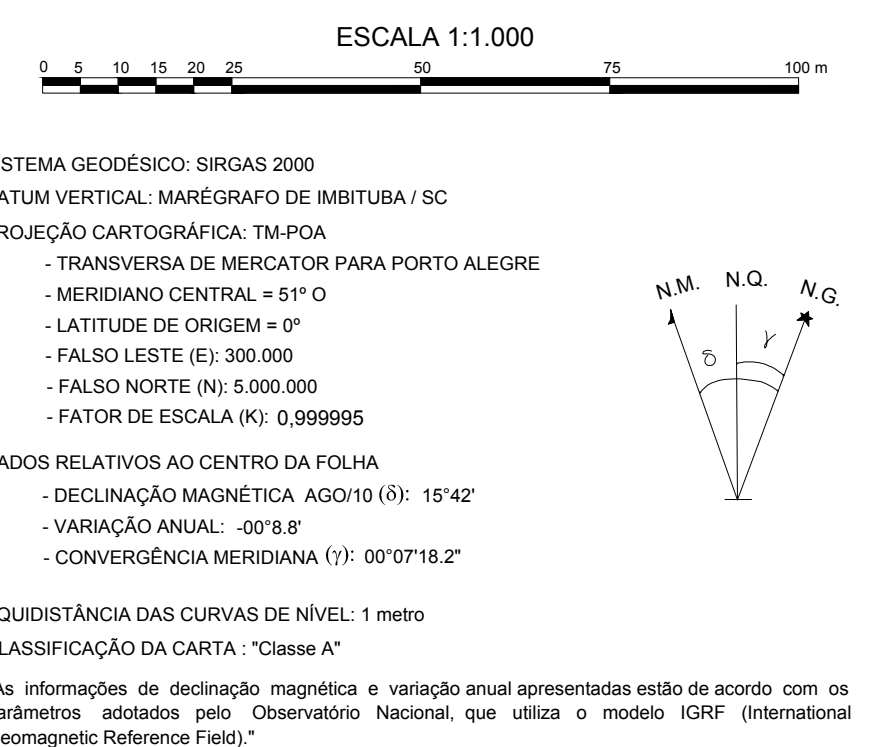 ESCALA 1:1.000
0 5 10 15 20 25 50 75 100 m
ISTEMA GEODÉSICO: SIRGAS 2000
ATUM VERTICAL: MARÉGRAFO DE IMBITUBA / SC
ROJEÇÃO CARTOGRÁFICA: TM-POA
- TRANSVERSA DE MERCATOR PARA PORTO ALEGRE
- MERIDIANO CENTRAL = 51º O
- LATITUDE DE ORIGEM = 0º
- FALSO LESTE (E): 300.000
- FALSO NORTE (N): 5.000.000
- FATOR DE ESCALA (K): 0,999995
N.M. N.Q. N.G.
δ γ
ADOS RELATIVOS AO CENTRO DA FOLHA
- DECLINAÇÃO MAGNÉTICA AGO/10 (δ): 15°42'
- VARIAÇÃO ANUAL: -00°8.8'
- CONVERGÊNCIA MERIDIANA (γ): 00°07'18.2"
QUIDISTÂNCIA DAS CURVAS DE NÍVEL: 1 metro
LASSIFICAÇÃO DA CARTA : "Classe A"
As informações de declinação magnética e variação anual apresentadas estão de acordo com os
arâmetros adotados pelo Observatório Nacional, que utiliza o modelo IGRF (International
eomagnetic Reference Field)."